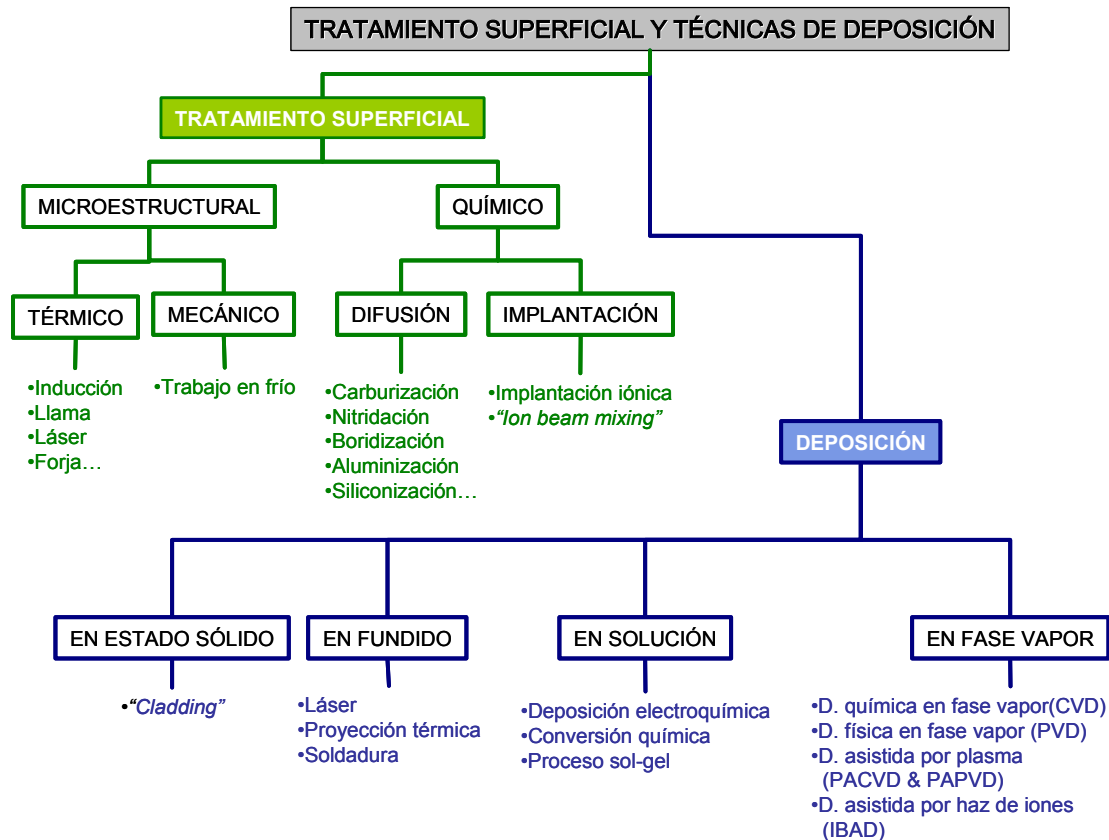 TRATAMIENTO SUPERFICIAL Y TÉCNICAS DE DEPOSICIÓN
TRATAMIENTO SUPERFICIAL
MICROESTRUCTURAL
QUÍMICO
TÉRMICO
MECÁNICO
DIFUSIÓN
IMPLANTACIÓN
•Inducción
•Llama
•Láser
•Forja…
•Trabajo en frío
•Carburización
•Nitridación
•Boridización
•Aluminización
•Siliconización…
•Implantación iónica
•“Ion beam mixing”
DEPOSICIÓN
EN ESTADO SÓLIDO
EN FUNDIDO
EN SOLUCIÓN
EN FASE VAPOR
•“Cladding”
•Láser
•Proyección térmica
•Soldadura
•Deposición electroquímica
•Conversión química
•Proceso sol-gel
•D. química en fase vapor(CVD)
•D. física en fase vapor (PVD)
•D. asistida por plasma
(PACVD & PAPVD)
•D. asistida por haz de iones
(IBAD)